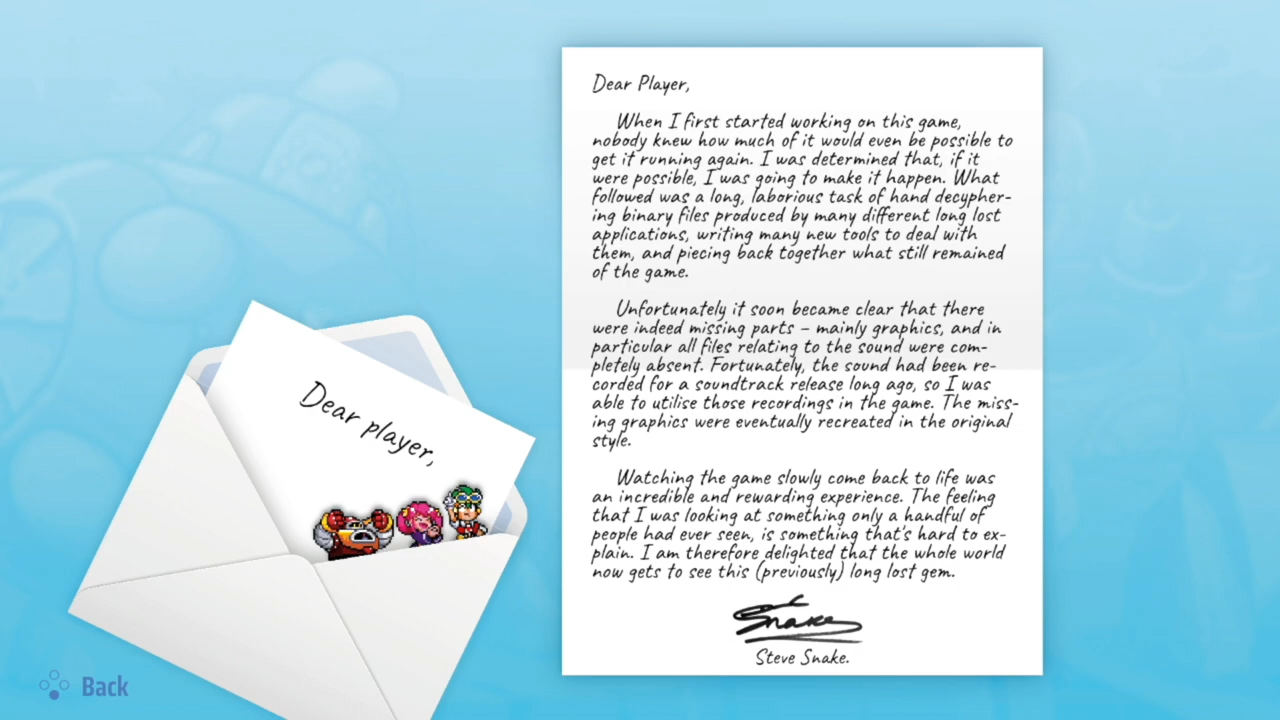 Dear Player,
When I first started working on this game,
nobody knew how much of it would even be possible to
get it running again. I was determined that, if it
were possible, I was going to make it happen. What
followed was a long, laborious task of hand decypher-
ing binary files produced by many different long lost
applications, writing many new tools to deal with
them, and piecing back together what still remained
of the game.
Unfortunately it soon became clear that there
were indeed missing parts – mainly graphics, and in
particular all files relating to the sound were com-
pletely absent. Fortunately, the sound had been re-
corded for a soundtrack release long ago, so I was
able to utilise those recordings in the game. The miss-
ing graphics were eventually recreated in the original
style.
Watching the game slowly come back to life was
an incredible and rewarding experience. The feeling
that I was looking at something only a handful of
people had ever seen, is something that's hard to ex-
plain. I am therefore delighted that the whole world
now gets to see this (previously) long lost gem.
Snake
Steve Snake.
Dear player,
Back